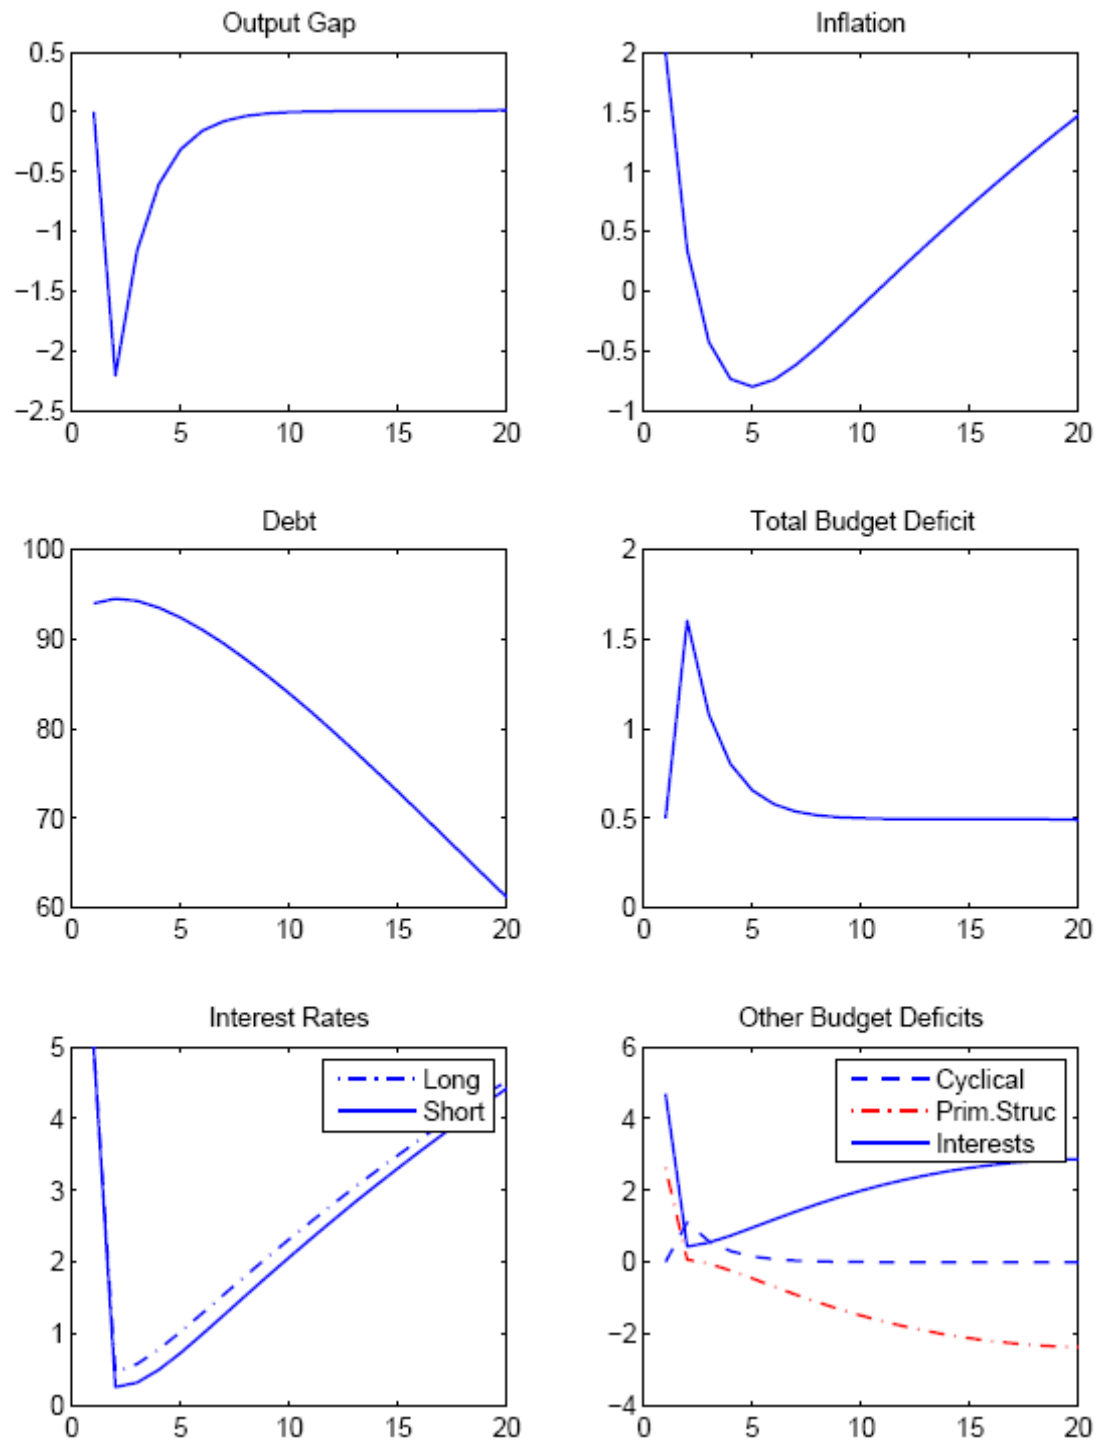 Output Gap
0.5
0
−0.5
−1
−1.5
−2
−2.5
0 5 10 15 20
Inflation
2
1.5
1
0.5
0
−0.5
−1
0 5 10 15 20
Debt
100
90
80
70
60
0 5 10 15 20
Total Budget Deficit
2
1.5
1
0.5
0
0 5 10 15 20
Interest Rates
5
4
3
2
1
0
0 5 10 15 20
Long
Short
Other Budget Deficits
6
4
2
0
−2
−4
0 5 10 15 20
Cyclical
Prim.Struc
Interests